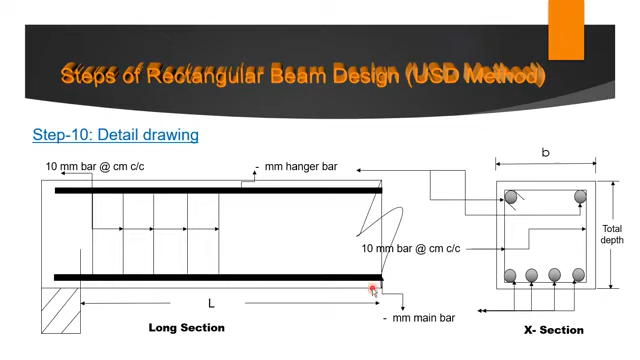 Steps of Rectangular Beam Design (USD Method)
Step-10: Detail drawing
10 mm bar @ cm c/c
- mm hanger bar
b
10 mm bar @ cm c/c
Total
depth
L
Long Section
- mm main bar
X- Section